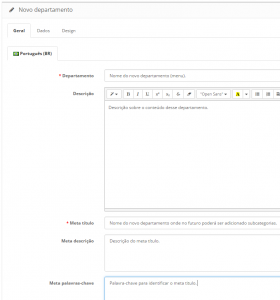 Novo departamento
Geral Dados Design
Português (BR)
* Departamento Nome do novo departamento (menu).
Descrição
B I U "Open Sans" A
Descrição sobre o conteúdo desse departamento.
* Meta título Nome do novo departamento onde no futuro poderá ser adicionado subcategorias.
Meta descrição Descrição do meta título.
Meta palavras-chave Palavra-chave para identificar o meta título.